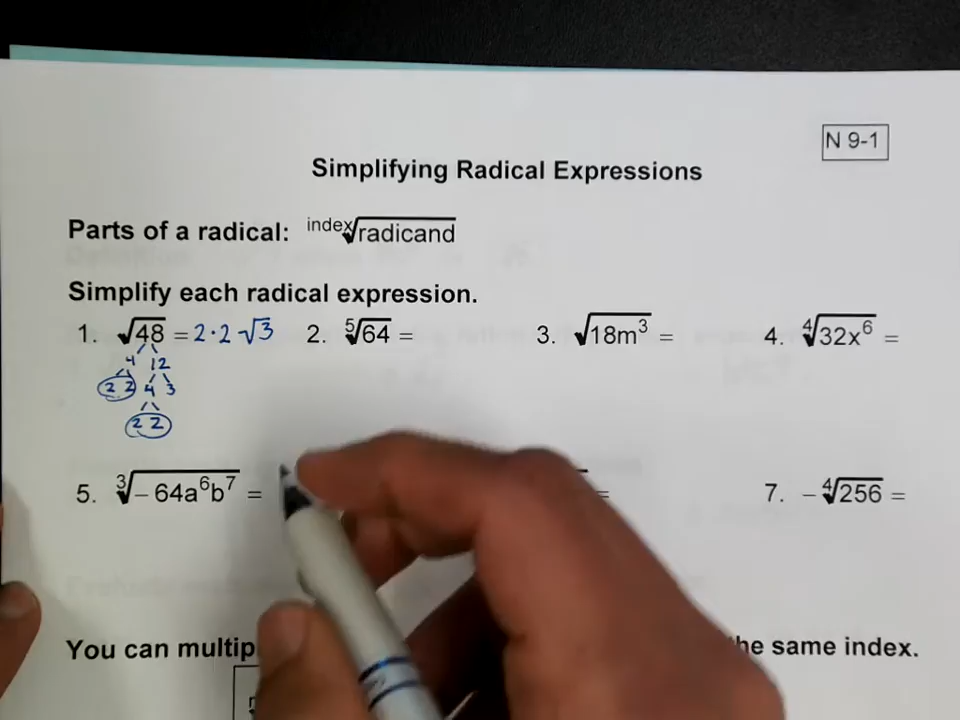 N 9-1
Simplifying Radical Expressions
Parts of a radical: index√radicand
Simplify each radical expression.
1. √48 = 2·2 √3 2. ⁵√64 = 3. √18m³ = 4. ⁴√32x⁶ =
4 12
2 2 4 3
2 2
5. ³√-64a⁶b⁷ = = 7. -⁴√256 =
You can multip the same index.